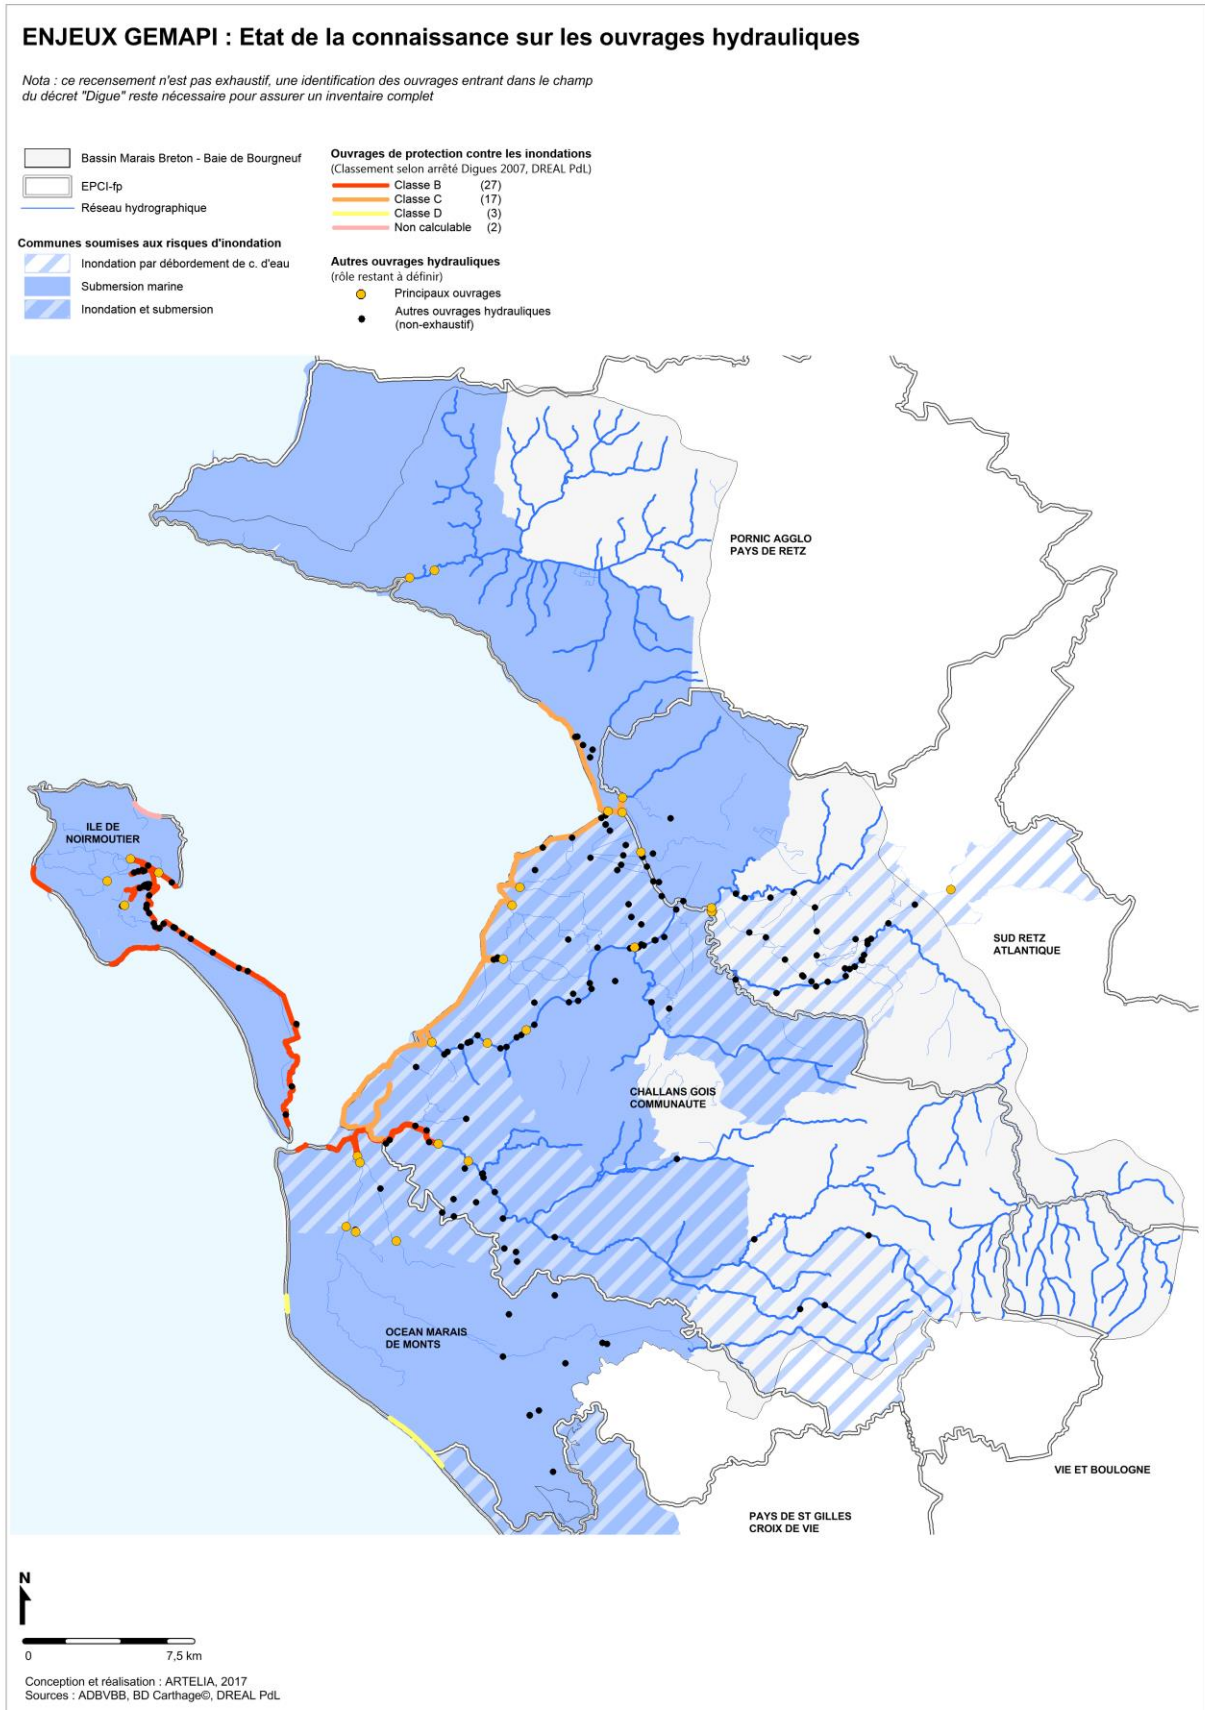 ENJEUX GEMAPI : Etat de la connaissance sur les ouvrages hydrauliques
Nota : ce recensement n'est pas exhaustif, une identification des ouvrages entrant dans le champ
du décret "Digue" reste nécessaire pour assurer un inventaire complet
Bassin Marais Breton - Baie de Bourgneuf
EPCI-fp
Réseau hydrographique
Communes soumises aux risques d'inondation
Inondation par débordement de c. d'eau
Submersion marine
Inondation et submersion
Ouvrages de protection contre les inondations
(Classement selon arrêté Digues 2007, DREAL PdL)
Classe B (27)
Classe C (17)
Classe D (3)
Non calculable (2)
Autres ouvrages hydrauliques
(rôle restant à définir)
Principaux ouvrages
Autres ouvrages hydrauliques
(non-exhaustif)
PORNIC AGGLO
PAYS DE RETZ
ILE DE
NOIRMOUTIER
SUD RETZ
ATLANTIQUE
CHALLANS GOIS
COMMUNAUTE
OCEAN MARAIS
DE MONTS
VIE ET BOULOGNE
PAYS DE ST GILLES
CROIX DE VIE
N
0 7,5 km
Conception et réalisation : ARTELIA, 2017
Sources : ADBVBB, BD Carthage©, DREAL PdL